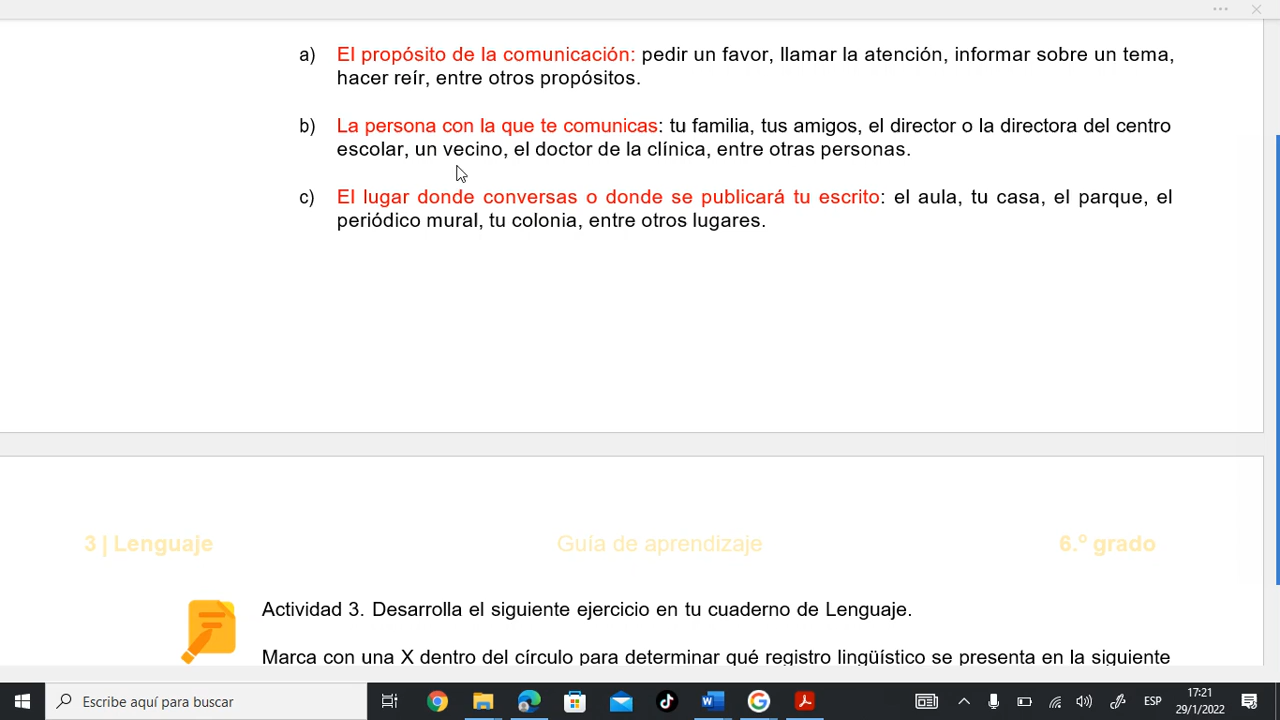 a) El propósito de la comunicación: pedir un favor, llamar la atención, informar sobre un tema,
hacer reír, entre otros propósitos.
b) La persona con la que te comunicas: tu familia, tus amigos, el director o la directora del centro
escolar, un vecino, el doctor de la clínica, entre otras personas.
c) El lugar donde conversas o donde se publicará tu escrito: el aula, tu casa, el parque, el
periódico mural, tu colonia, entre otros lugares.
3 | Lenguaje Guía de aprendizaje 6.º grado
Actividad 3. Desarrolla el siguiente ejercicio en tu cuaderno de Lenguaje.
Marca con una X dentro del círculo para determinar qué registro lingüístico se presenta en la siguiente
Escribe aquí para buscar
ESP
17:21
29/1/2022